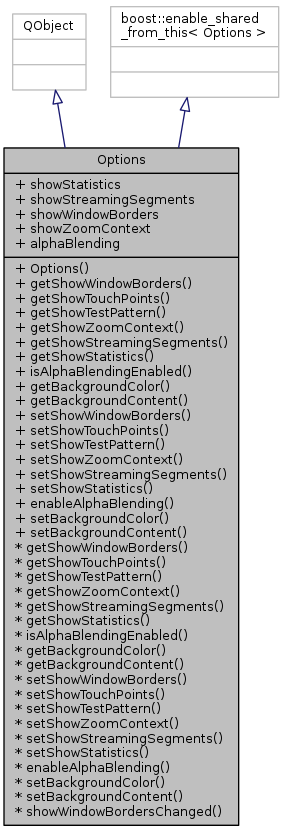 QObject
boost::enable_shared
_from_this< Options >
Options
+ showStatistics
+ showStreamingSegments
+ showWindowBorders
+ showZoomContext
+ alphaBlending
+ Options()
+ getShowWindowBorders()
+ getShowTouchPoints()
+ getShowTestPattern()
+ getShowZoomContext()
+ getShowStreamingSegments()
+ getShowStatistics()
+ isAlphaBlendingEnabled()
+ getBackgroundColor()
+ getBackgroundContent()
+ setShowWindowBorders()
+ setShowTouchPoints()
+ setShowTestPattern()
+ setShowZoomContext()
+ setShowStreamingSegments()
+ setShowStatistics()
+ enableAlphaBlending()
+ setBackgroundColor()
+ setBackgroundContent()
* getShowWindowBorders()
* getShowTouchPoints()
* getShowTestPattern()
* getShowZoomContext()
* getShowStreamingSegments()
* getShowStatistics()
* isAlphaBlendingEnabled()
* getBackgroundColor()
* getBackgroundContent()
* setShowWindowBorders()
* setShowTouchPoints()
* setShowTestPattern()
* setShowZoomContext()
* setShowStreamingSegments()
* setShowStatistics()
* enableAlphaBlending()
* setBackgroundColor()
* setBackgroundContent()
* showWindowBordersChanged()